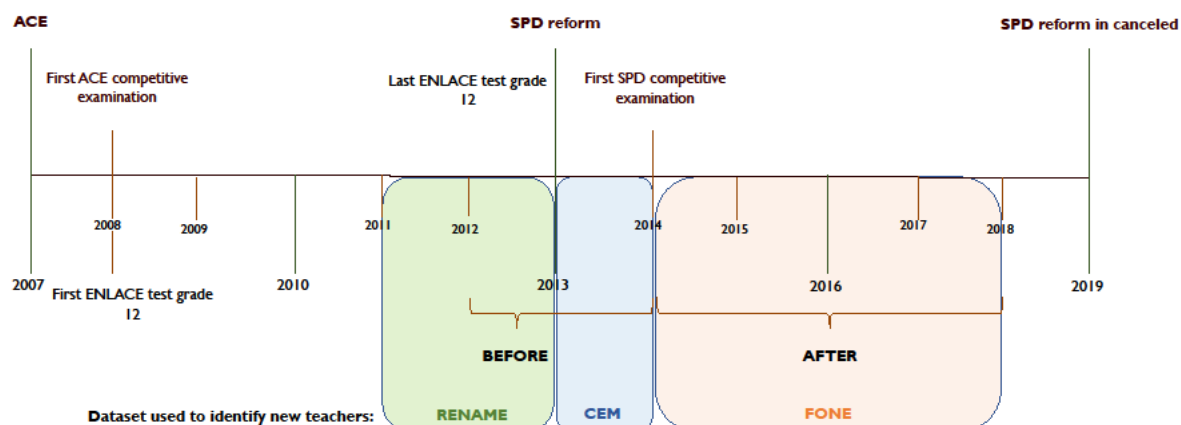 ACE
SPD reform
SPD reform in canceled
First ACE competitive
examination
Last ENLACE test grade
12
First SPD competitive
examination
2008
2009
2011
2012
2014
2015
2017
2018
2007
2010
2013
2016
2019
First ENLACE test grade
12
BEFORE
AFTER
Dataset used to identify new teachers:
RENAME
CEM
FONE